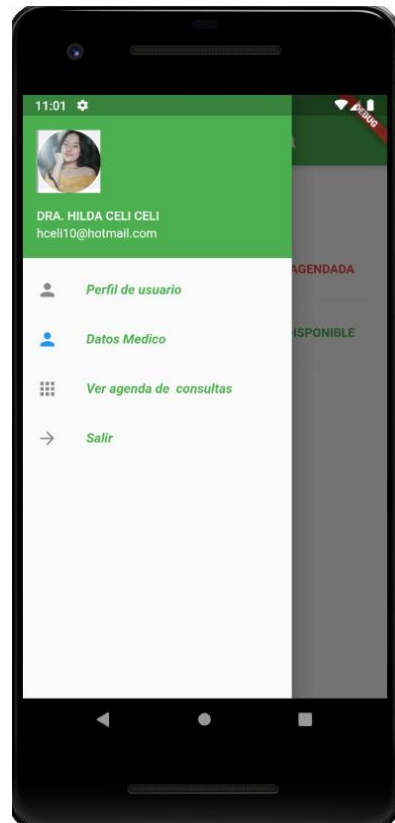 11:01
DEBUG
DRA. HILDA CELI CELI
hceli10@hotmail.com
AGENDADA
Perfil de usuario
ISPONIBLE
Datos Medico
Ver agenda de consultas
Salir